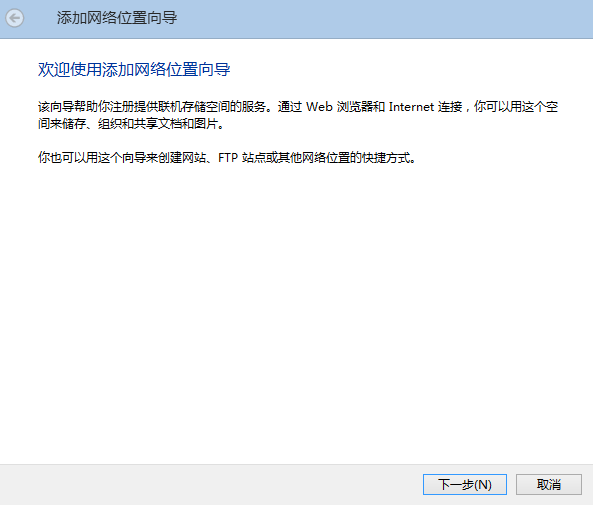 添加网络位置向导
欢迎使用添加网络位置向导
该向导帮助你注册提供联机存储空间的服务。通过 Web 浏览器和 Internet 连接，你可以用这个空
间来储存、组织和共享文档和图片。
你也可以用这个向导来创建网站、FTP 站点或其他网络位置的快捷方式。
下一步(N) 取消